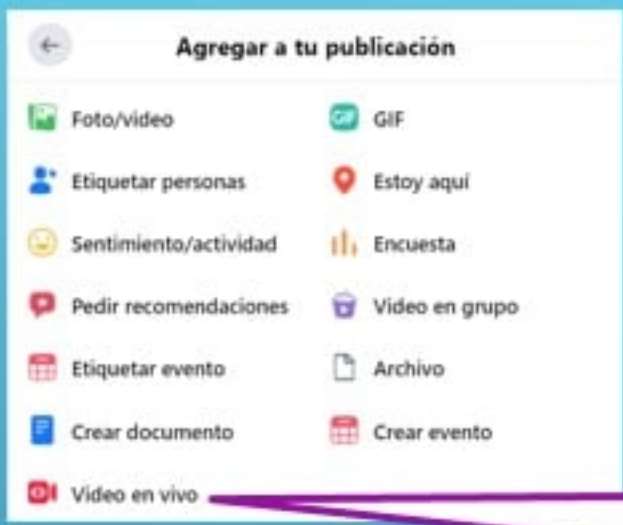 Agregar a tu publicación
Foto/video
GIF
Etiquetar personas
Estoy aquí
Sentimiento/actividad
Encuesta
Pedir recomendaciones
Video en grupo
Etiquetar evento
Archivo
Crear documento
Crear evento
Video en vivo